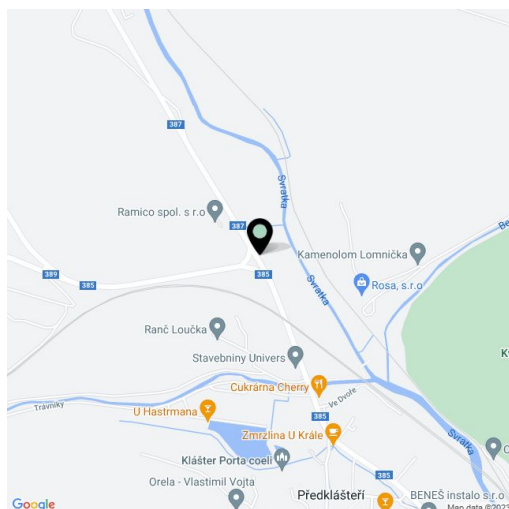 387
Svratka
Ramico spol. s r.o
387
Kamenolom Lomnička
Be
389
385
385
Svratka
Rosa, s.r.o
Ranč Loučka
Stavebniny Univers
Cukrárna Cherry
Ve Dvoře
Trávníky
U Hastrmana
385
Zmrzlina U Krále
Svratka
Klášter Porta coeli
385
Orela - Vlastimil Vojta
Předklášteří
BENEŠ instalo s r.o
Google
Map data ©202